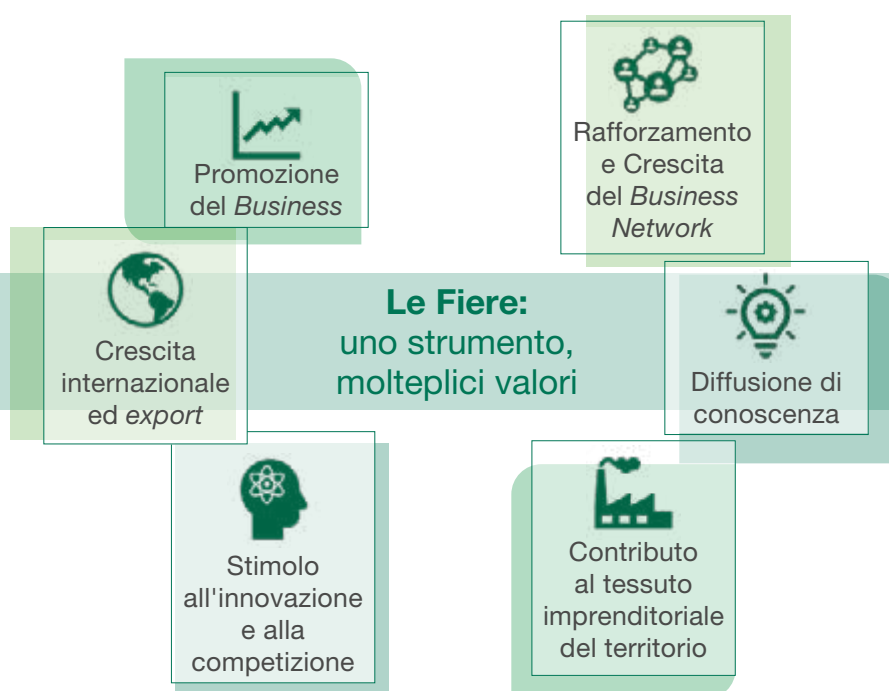 Promozione
del Business
Rafforzamento
e Crescita
del Business
Network
Crescita
internazionale
ed export
Le Fiere:
uno strumento,
molteplici valori
Diffusione di
conoscenza
Stimolo
all'innovazione
e alla
competizione
Contributo
al tessuto
imprenditoriale
del territorio